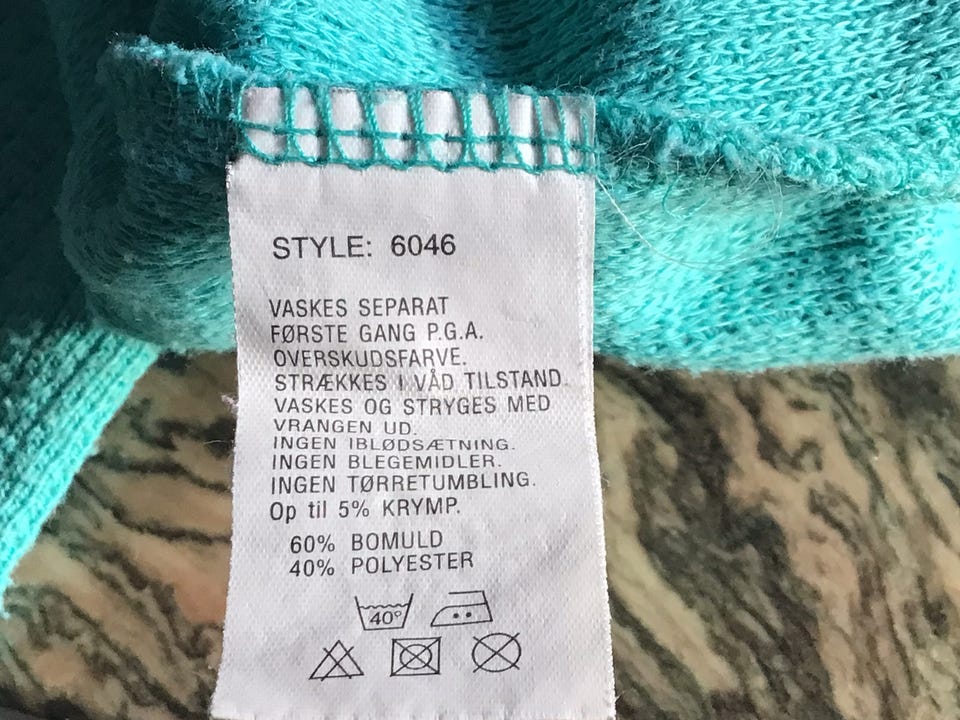 STYLE: 6046
VASKES SEPARAT
FØRSTE GANG P.G.A.
OVERSKUDSFARVE.
STRÆKKES I VÅD TILSTAND.
VASKES OG STRYGES MED
VRANGEN UD.
INGEN IBLØDSÆTNING.
INGEN BLEGEMIDLER.
INGEN TØRRETUMBLING.
Op til 5% KRYMP.
60% BOMULD
40% POLYESTER
40°